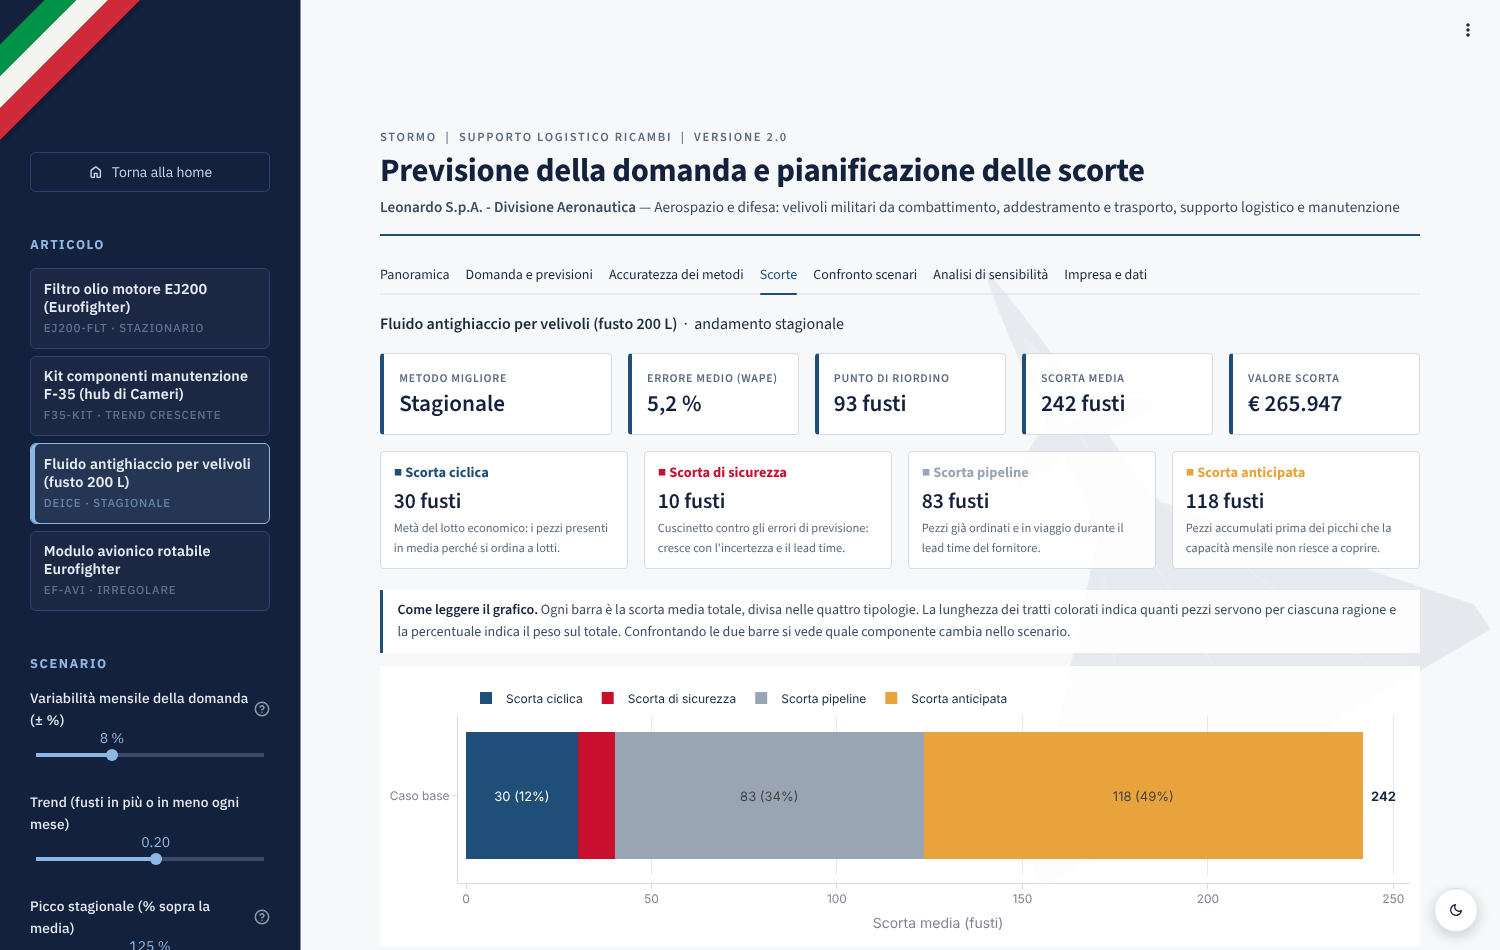 Torna alla home
ARTICOLO
Filtro olio motore EJ200
(Eurofighter)
EJ200-FLT · STAZIONARIO
Kit componenti manutenzione
F-35 (hub di Cameri)
F35-KIT · TREND CRESCENTE
Fluido antighiaccio per velivoli
(fusto 200 L)
DEICE · STAGIONALE
Modulo avionico rotabile
Eurofighter
EF-AVI · IRREGOLARE
SCENARIO
Variabilità mensile della domanda
(± %)
8 %
Trend (fusti in più o in meno ogni
mese)
0.20
Picco stagionale (% sopra la
media)
125 %
STORMO | SUPPORTO LOGISTICO RICAMBI | VERSIONE 2.0
Previsione della domanda e pianificazione delle scorte
Leonardo S.p.A. - Divisione Aeronautica — Aerospazio e difesa: velivoli militari da combattimento, addestramento e trasporto, supporto logistico e manutenzione
Panoramica Domanda e previsioni Accuratezza dei metodi Scorte Confronto scenari Analisi di sensibilità Impresa e dati
Fluido antighiaccio per velivoli (fusto 200 L) · andamento stagionale
METODO MIGLIORE
Stagionale
ERRORE MEDIO (WAPE)
5,2 %
PUNTO DI RIORDINO
93 fusti
SCORTA MEDIA
242 fusti
VALORE SCORTA
€ 265.947
Scorta ciclica
30 fusti
Metà del lotto economico: i pezzi presenti
in media perché si ordina a lotti.
Scorta di sicurezza
10 fusti
Cuscinetto contro gli errori di previsione:
cresce con l'incertezza e il lead time.
Scorta pipeline
83 fusti
Pezzi già ordinati e in viaggio durante il
lead time del fornitore.
Scorta anticipata
118 fusti
Pezzi accumulati prima dei picchi che la
capacità mensile non riesce a coprire.
Come leggere il grafico. Ogni barra è la scorta media totale, divisa nelle quattro tipologie. La lunghezza dei tratti colorati indica quanti pezzi servono per ciascuna ragione e
la percentuale indica il peso sul totale. Confrontando le due barre si vede quale componente cambia nello scenario.
Scorta ciclica Scorta di sicurezza Scorta pipeline Scorta anticipata
Caso base 30 (12%) 83 (34%) 118 (49%) 242
0 50 100 150 200 250
Scorta media (fusti)